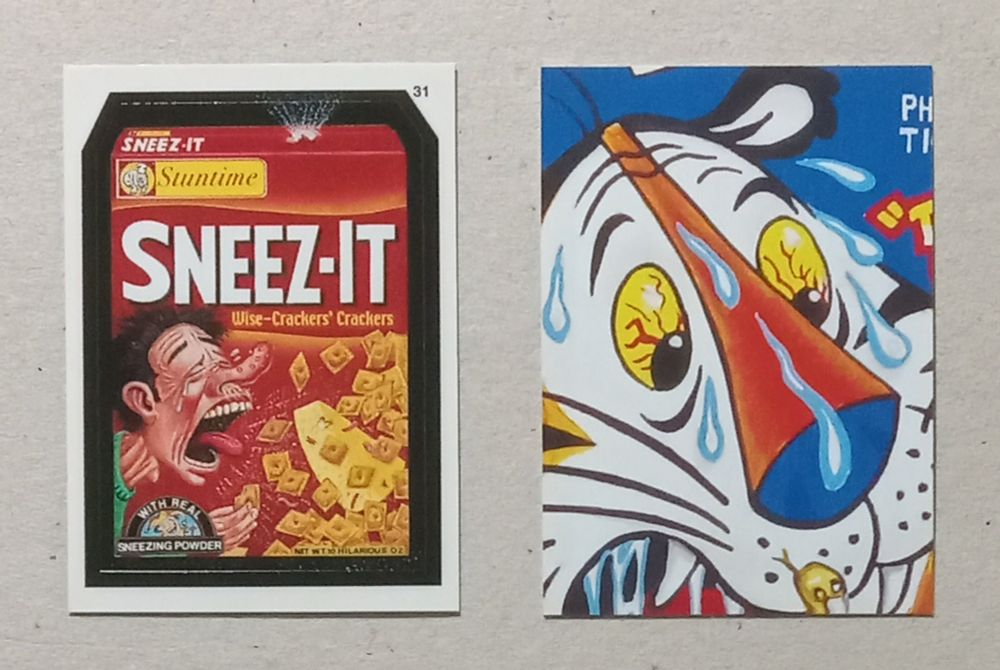 31
SNEEZ-IT
Stuntime
SNEEZ-IT
Wise-Crackers' Crackers
WITH REAL
SNEEZING POWDER
NET WT. 10 HILARIOUS OZ
PH
TI
"T